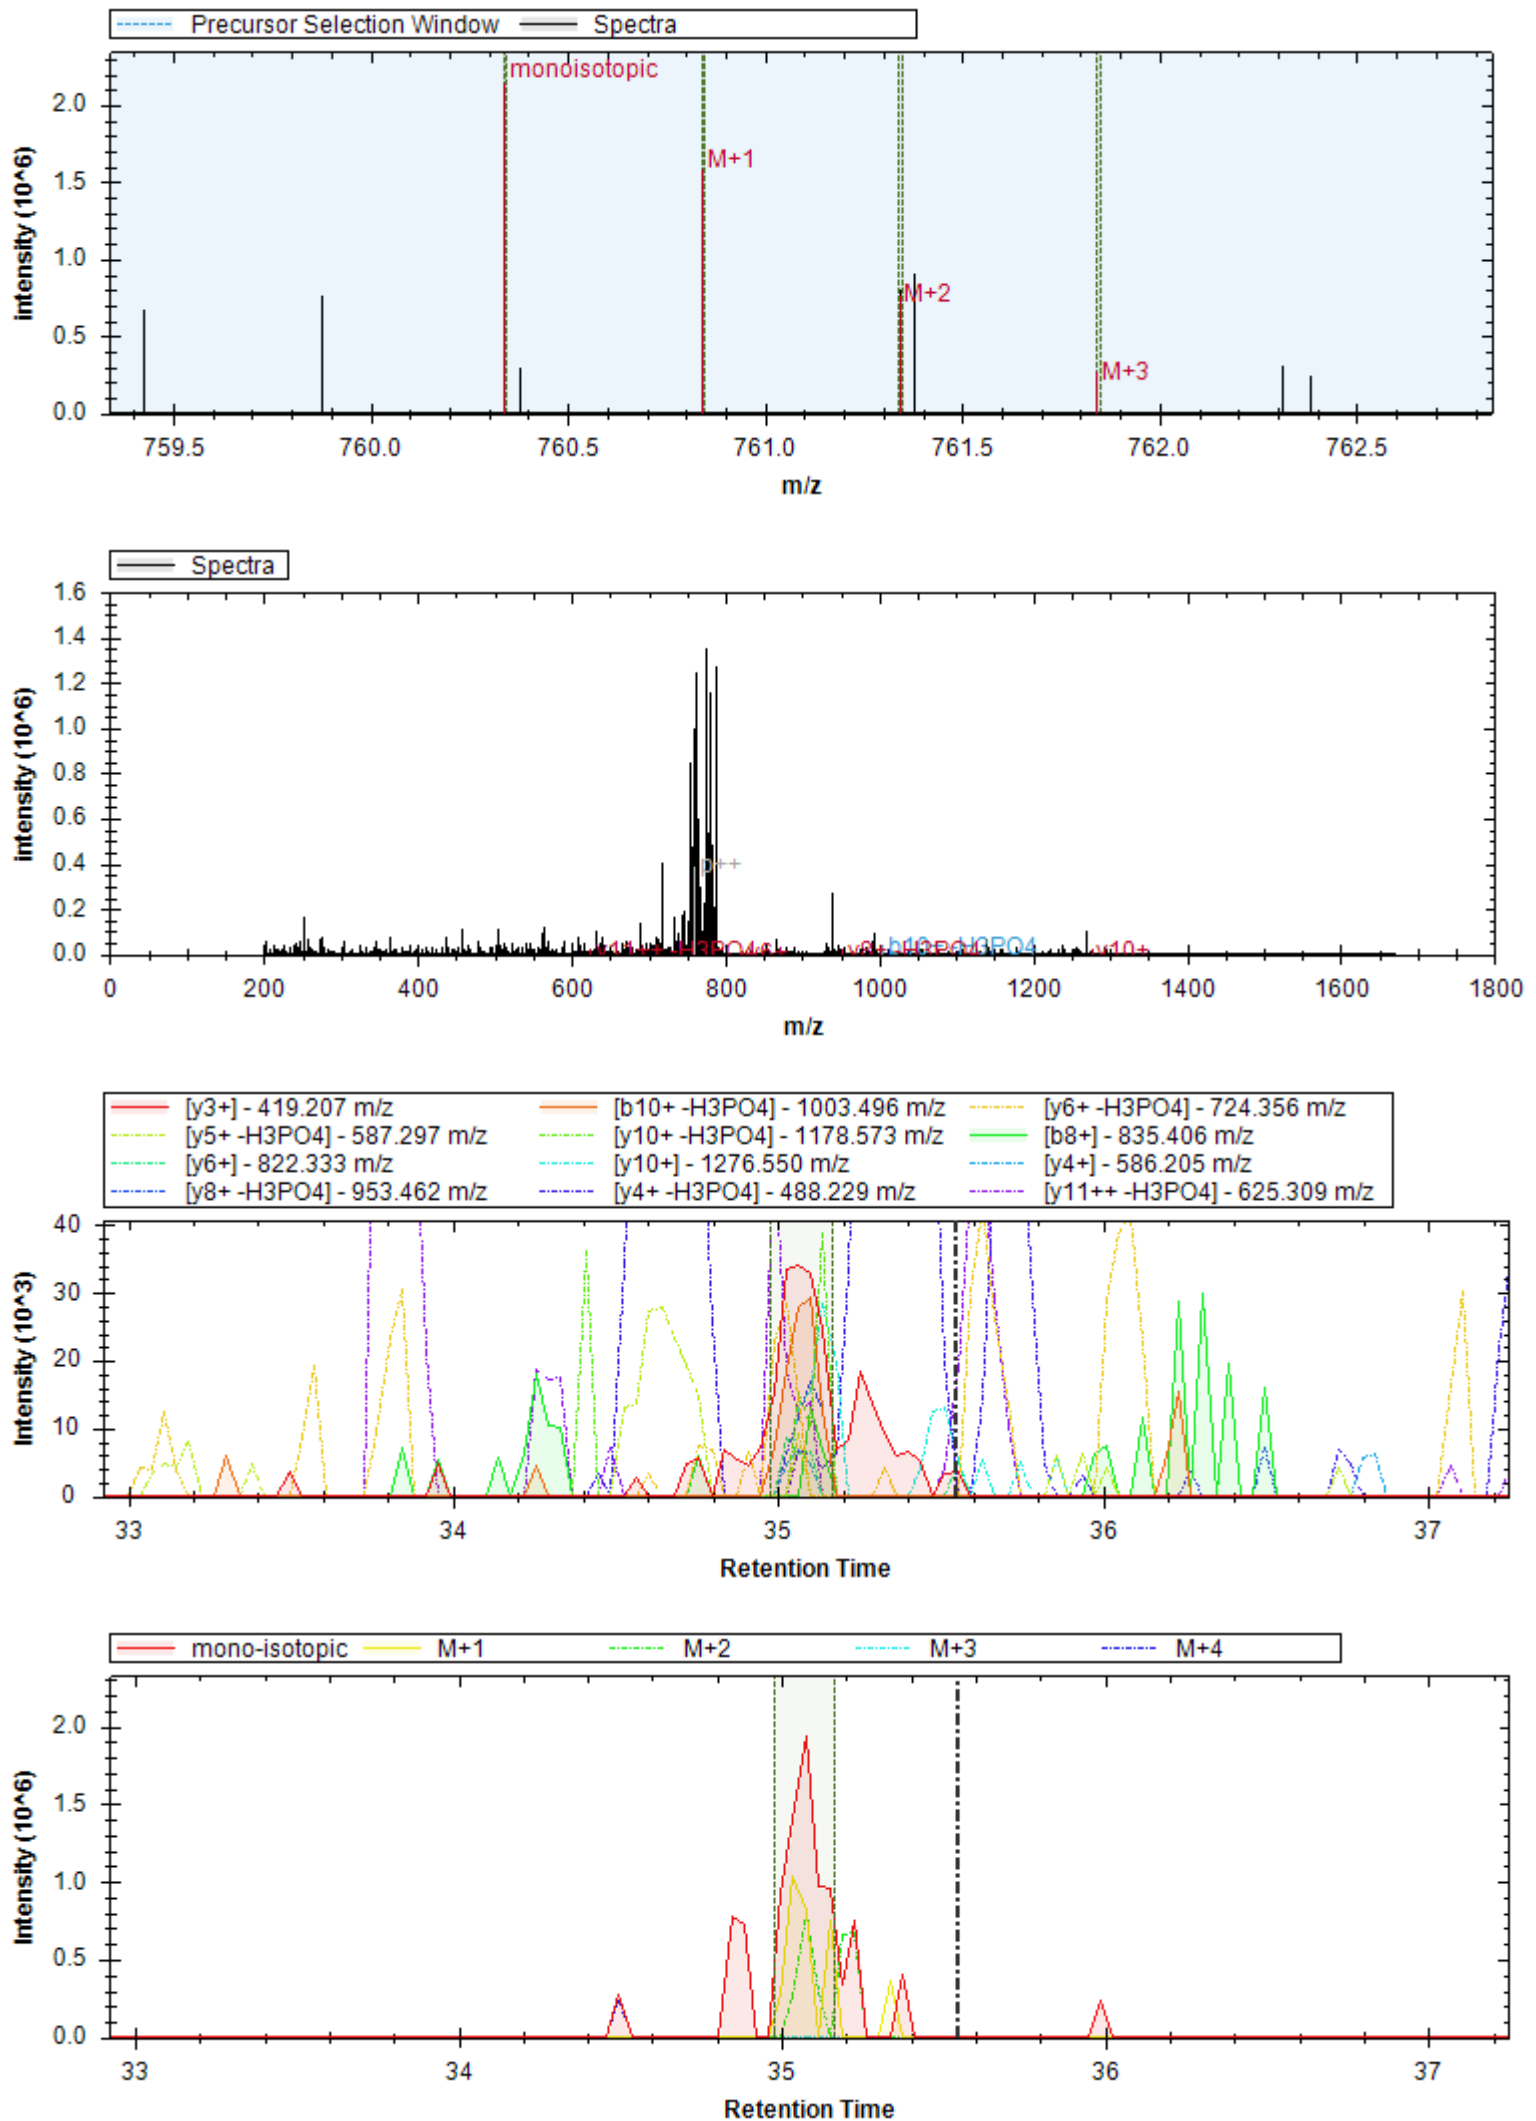 Precursor Selection Window Spectra
intensity (10^6)
2.0
1.5
1.0
0.5
0.0
monoisotopic
M+1
M+2
M+3
759.5 760.0 760.5 761.0 761.5 762.0 762.5
m/z
Spectra
intensity (10^6)
1.6
1.4
1.2
1.0
0.8
0.6
0.4
0.2
0.0
p++
y10+
0 200 400 600 800 1000 1200 1400 1600 1800
m/z
[y3+] - 419.207 m/z [b10+ -H3PO4] - 1003.496 m/z [y6+ -H3PO4] - 724.356 m/z
[y5+ -H3PO4] - 587.297 m/z [y10+ -H3PO4] - 1178.573 m/z [b8+] - 835.406 m/z
[y6+] - 822.333 m/z [y10+] - 1276.550 m/z [y4+] - 586.205 m/z
[y8+ -H3PO4] - 953.462 m/z [y4+ -H3PO4] - 488.229 m/z [y11++ -H3PO4] - 625.309 m/z
Intensity (10^3)
40
30
20
10
0
33 34 35 36 37
Retention Time
mono-isotopic M+1 M+2 M+3 M+4
Intensity (10^6)
2.0
1.5
1.0
0.5
0.0
33 34 35 36 37
Retention Time